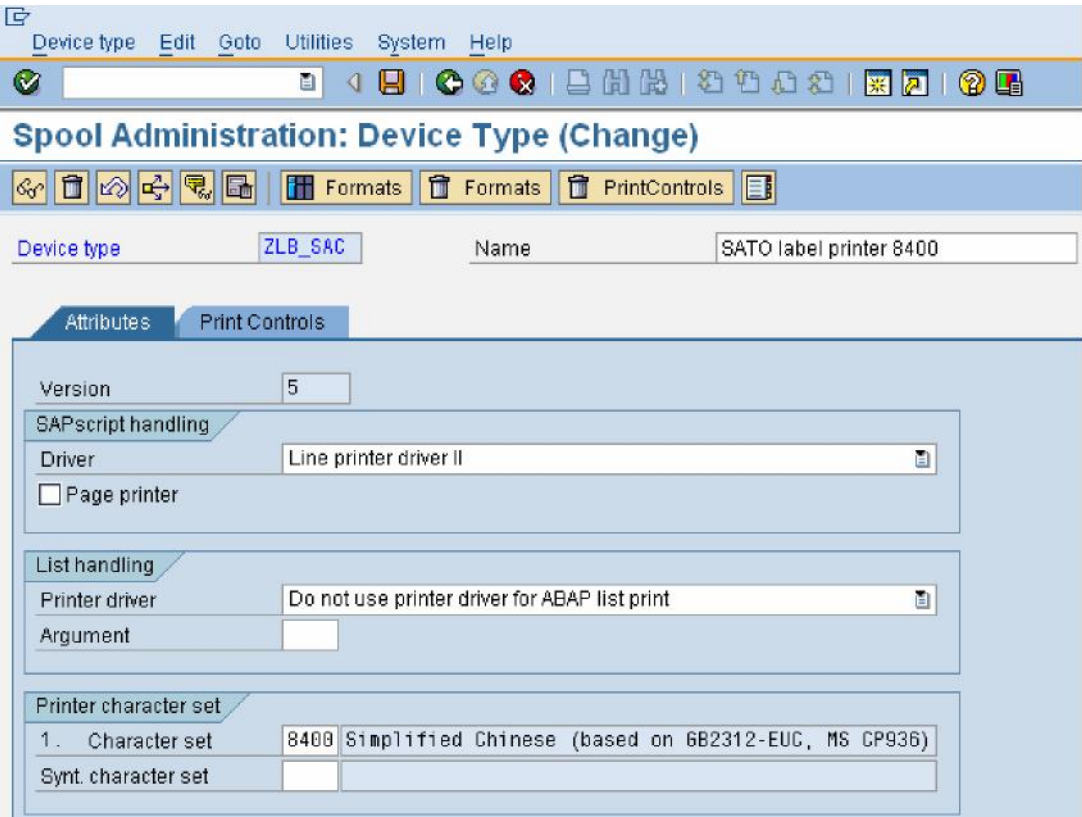 Device type Edit Goto Utilities System Help
Spool Administration: Device Type (Change)
Formats Formats PrintControls
Device type ZLB_SAC Name SATO label printer 8400
Attributes Print Controls
Version 5
SAPscript handling
Driver Line printer driver II
Page printer
List handling
Printer driver Do not use printer driver for ABAP list print
Argument
Printer character set
1. Character set 8400 Simplified Chinese (based on GB2312-EUC, MS CP936)
Synt. character set